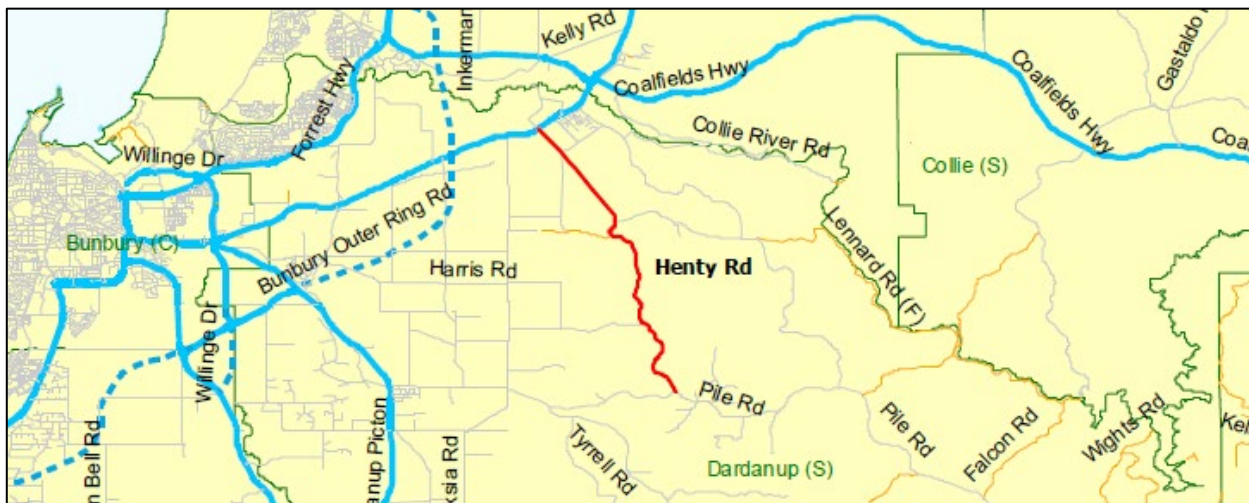 Kelly Rd
Inkerman
Forrest Hwy
Coalfields Hwy
Gastaldo
Coalfields Hwy
Coal
Willinge Dr
Collie River Rd
Collie (S)
Bunbury (C)
Bunbury Outer Ring Rd
Harris Rd
Henty Rd
Lennard Rd (F)
Willinge Dr
Pile Rd
Pile Rd
Falcon Rd
Wights Rd
Kel
n Bell Rd
anup Picton
ksia Rd
Tyrrell Rd
Dardanup (S)